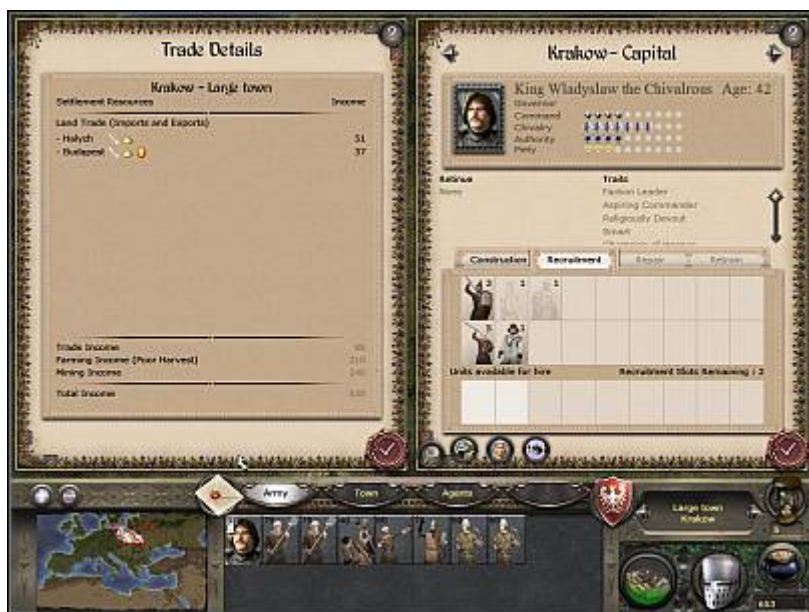 Trade Details
Krakow - Large town
Settlement Resources Income
Land Trade (Imports and Exports)
- Halych 51
- Budapest 37
Trade Income
Farming Income (Poor Harvest)
Mining Income
Total Income
Krakow - Capital
King Wladyslaw the Chivalrous Age: 42
Governor
Command
Chivalry
Authority
Piety
Retinue Traits
None Faction Leader
Aspiring Commander
Religiously Devout
Smart
Construction Recruitment Repair Retrain
Units available for hire Recruitment Slots Remaining : 2
Army Town Agents
Large town
Krakow
653